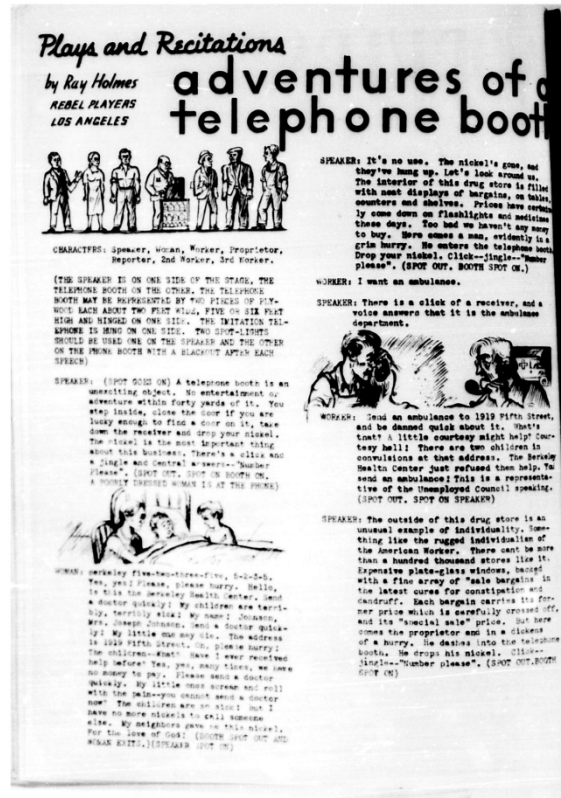 Plays and Recitations
by Ray Holmes
REBEL PLAYERS
LOS ANGELES
adventures of a
telephone boot
CHARACTERS: Speaker, Woman, Worker, Proprietor,
Reporter, 2nd Worker, 3rd Worker.
(THE SPEAKER IS ON ONE SIDE OF THE STAGE, THE
TELEPHONE BOOTH ON THE OTHER. THE TELEPHONE
BOOTH MAY BE REPRESENTED BY TWO PIECES OF PLY-
WOOD EACH ABOUT TWO FEET WIDE, FIVE OR SIX FEET
HIGH AND HINGED ON ONE SIDE. THE IMITATION TEL-
EPHONE IS HUNG ON ONE SIDE. TWO SPOT-LIGHTS
SHOULD BE USED ONE ON THE SPEAKER AND THE OTHER
ON THE PHONE BOOTH WITH A BLACKOUT AFTER EACH
SPEECH)
SPEAKER: (SPOT GOES ON) A telephone booth is an
unexciting object. No entertainment or
adventure within forty yards of it. You
step inside, close the door if you are
lucky enough to find a door on it, take
down the receiver and drop your nickel.
The nickel is the most important thing
about this business. There's a click and
a jingle and Central answers--"Number
Please". (SPOT OUT. SPOT ON BOOTH ON.
A POORLY DRESSED WOMAN IS AT THE PHONE)
WOMAN: Berkeley five-two-three-five, 5-2-3-5.
Yes, yes! Please, please hurry. Hello,
is this the Berkeley Health Center? Send
a doctor quickly! My children are terri-
bly, terribly sick! My name? Johnson,
Mrs. Joseph Johnson. Send a doctor quick-
ly! My little one may die. The address
is 1919 Fifth Street. Oh, please hurry!
The children--What? Have I ever received
help before? Yes, yes, many times, we have
no money to pay. Please send a doctor
quickly. My little ones scream and roll
with the pain--you cannot send a doctor
now? The children are so sick! But I
have no more nickels to call someone
else. My neighbors gave me this nickel.
For the love of God! (BOOTH SPOT OUT AND
WOMAN EXITS.)(SPEAKER SPOT ON)
SPEAKER: It's no use. The nickel's gone, and
they've hung up. Let's look around us.
The interior of this drug store is filled
with neat displays of bargains, on tables,
counters and shelves. Prices have certain-
ly come down on flashlights and medicines
these days. Too bad we haven't any money
to buy. Here comes a man, evidently in a
grim hurry. He enters the telephone booth.
Drop your nickel. Click--jingle--"Number
please". (SPOT OUT. BOOTH SPOT ON.)
WORKER: I want an ambulance.
SPEAKER: There is a click of a receiver, and a
voice answers that it is the ambulance
department.
WORKER: Send an ambulance to 1919 Fifth Street,
and be damned quick about it. What's
that? A little courtesy might help? Cour-
tesy hell! There are two children in
convulsions at that address. The Berkeley
Health Center just refused them help. You
send an ambulance! This is a representa-
tive of the Unemployed Council speaking.
(SPOT OUT. SPOT ON SPEAKER)
SPEAKER: The outside of this drug store is an
unusual example of individuality. Some-
thing like the rugged individualism of
the American Worker. There cant be more
than a hundred thousand stores like it.
Expensive plate-glass windows, backed
with a fine array of "sale bargains in
the latest cures for constipation and
dandruff. Each bargain carries its for-
mer price which is carefully crossed off,
and its "special sale" price. But here
comes the proprietor and in a dickens
of a hurry. He dashes into the telephone
booth. He drops his nickel. Click--
jingle--"Number please". (SPOT OUT.BOOTH
SPOT ON)